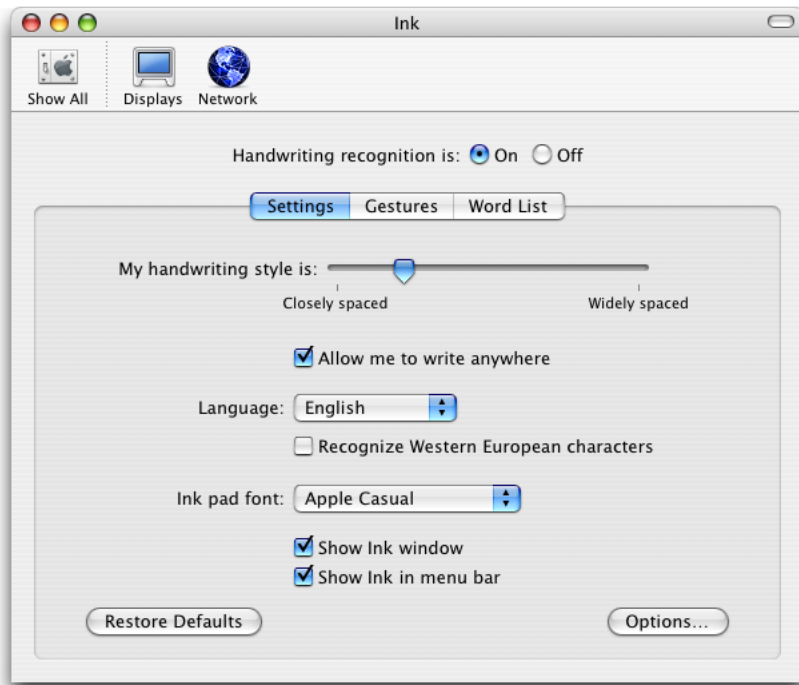 Ink
Show All Displays Network
Handwriting recognition is: On Off
Settings Gestures Word List
My handwriting style is:
Closely spaced Widely spaced
Allow me to write anywhere
Language: English
Recognize Western European characters
Ink pad font: Apple Casual
Show Ink window
Show Ink in menu bar
Restore Defaults Options...